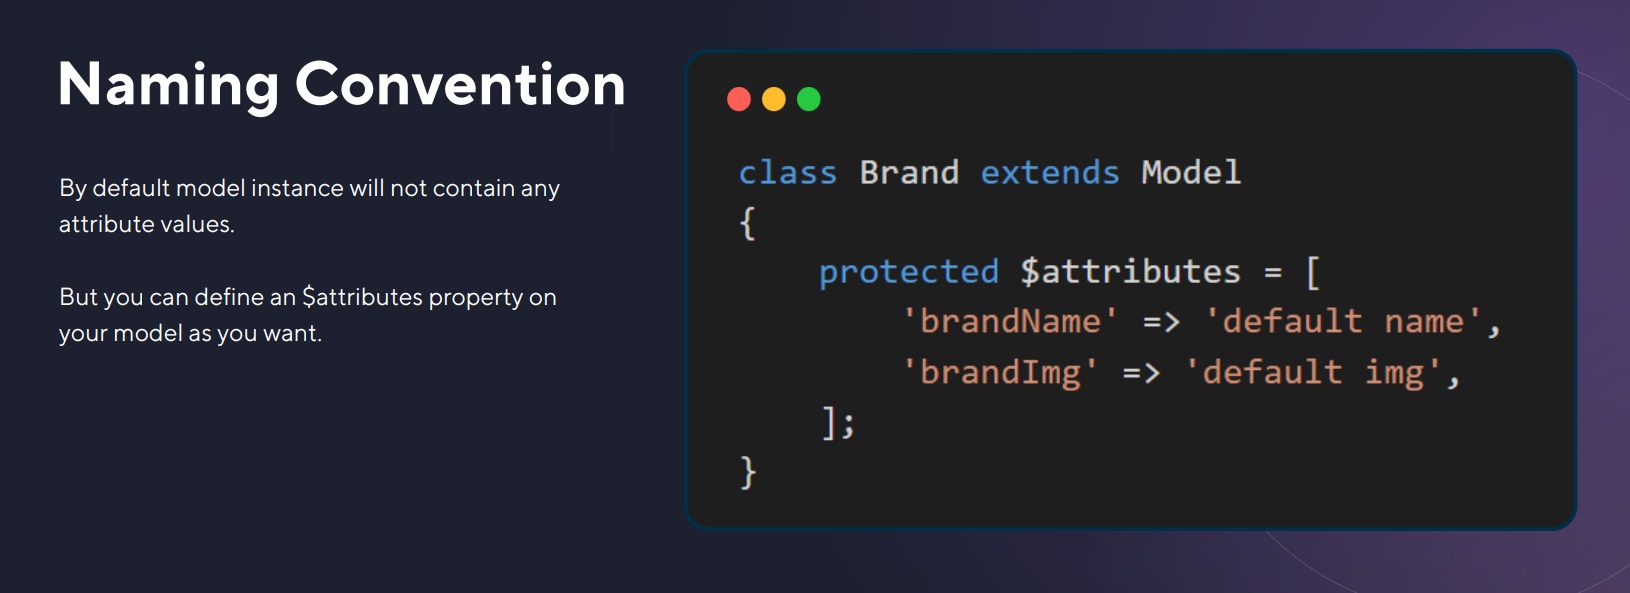 Naming Convention
By default model instance will not contain any
attribute values.
But you can define an $attributes property on
your model as you want.
class Brand extends Model
{
    protected $attributes = [
        'brandName' => 'default name',
        'brandImg' => 'default img',
    ];
}